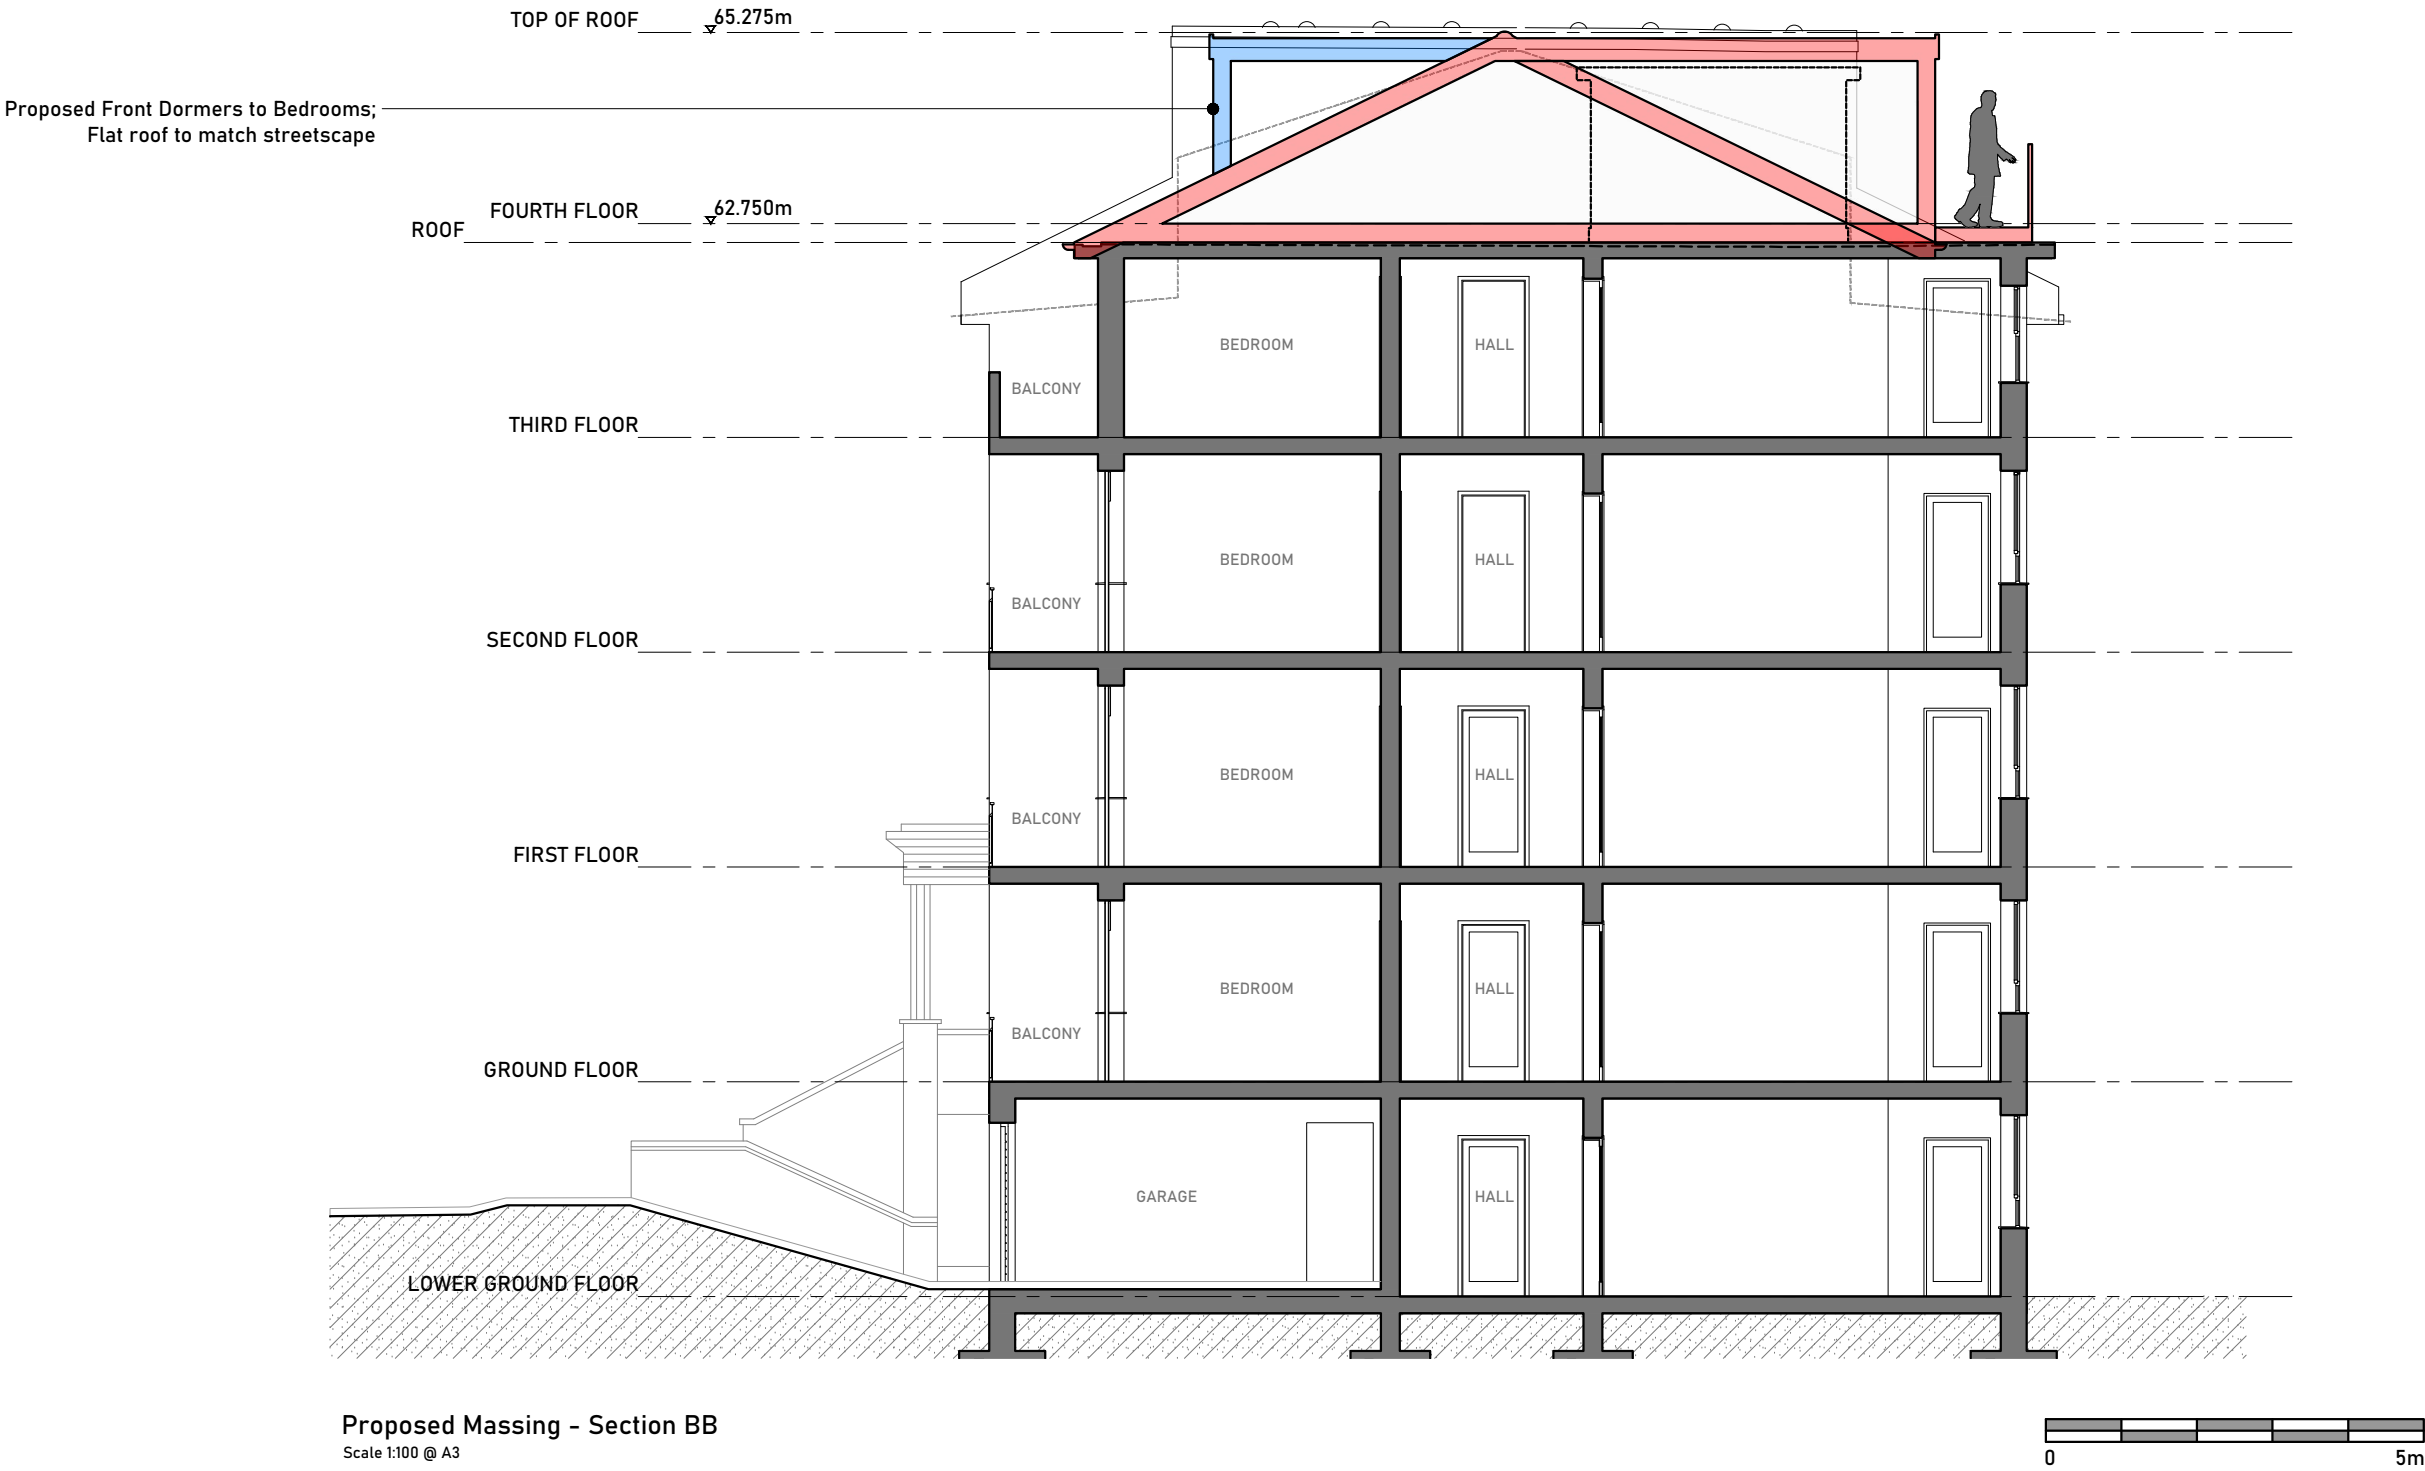 TOP OF ROOF 65.275m
Proposed Front Dormers to Bedrooms;
Flat roof to match streetscape
FOURTH FLOOR 62.750m
ROOF
BEDROOM HALL
BALCONY
THIRD FLOOR
BEDROOM HALL
BALCONY
SECOND FLOOR
BEDROOM HALL
BALCONY
FIRST FLOOR
BEDROOM HALL
BALCONY
GROUND FLOOR
GARAGE HALL
LOWER GROUND FLOOR
Proposed Massing - Section BB
Scale 1:100 @ A3
0 5m